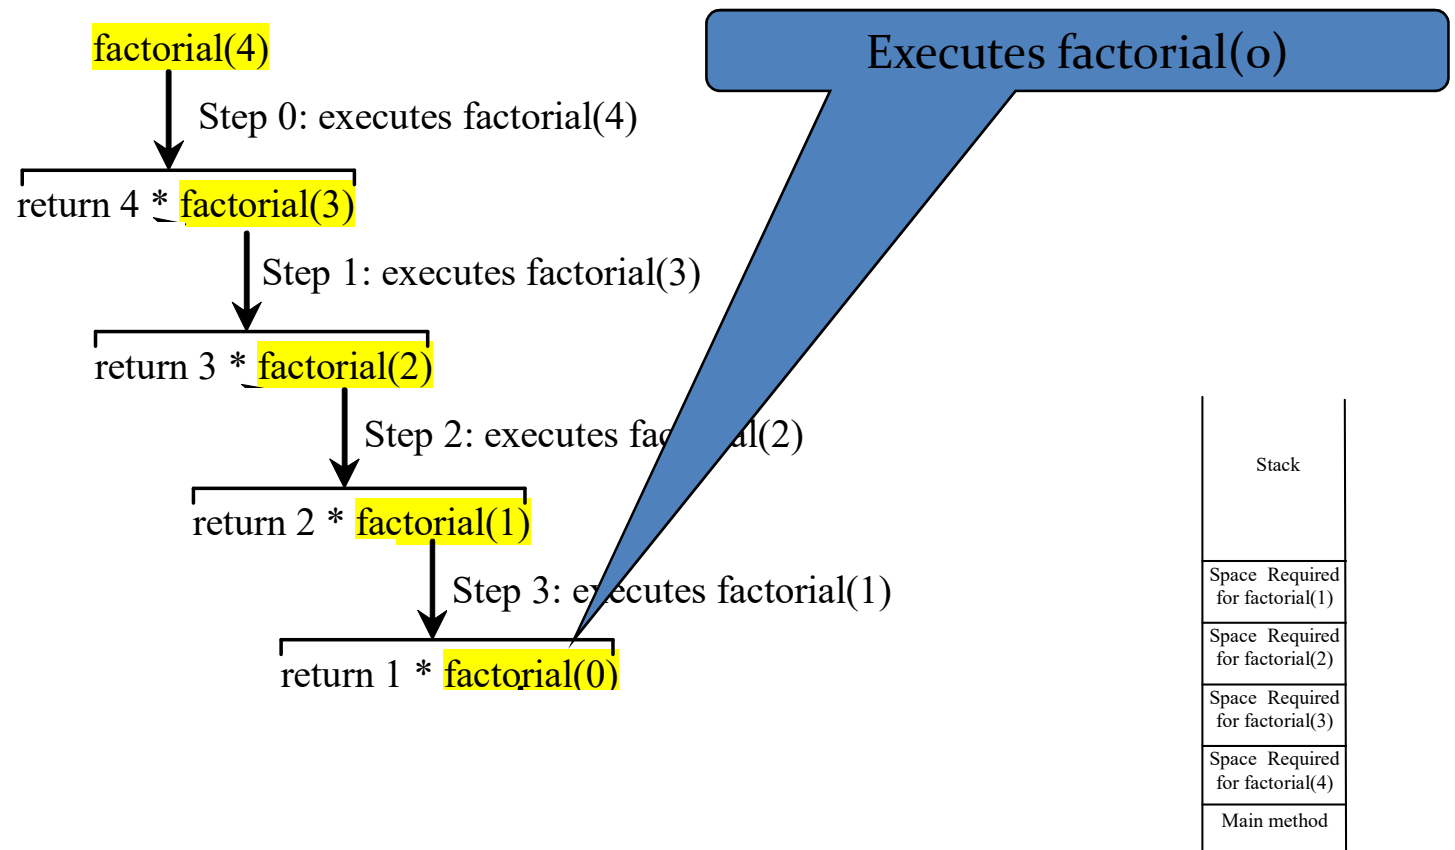 factorial(4)
Executes factorial(0)
Step 0: executes factorial(4)
return 4 * factorial(3)
Step 1: executes factorial(3)
return 3 * factorial(2)
Step 2: executes al(2)
return 2 * factorial(1)
Step 3: executes factorial(1)
return 1 * factorial(0)
Stack
Space Required
for factorial(1)
Space Required
for factorial(2)
Space Required
for factorial(3)
Space Required
for factorial(4)
Main method